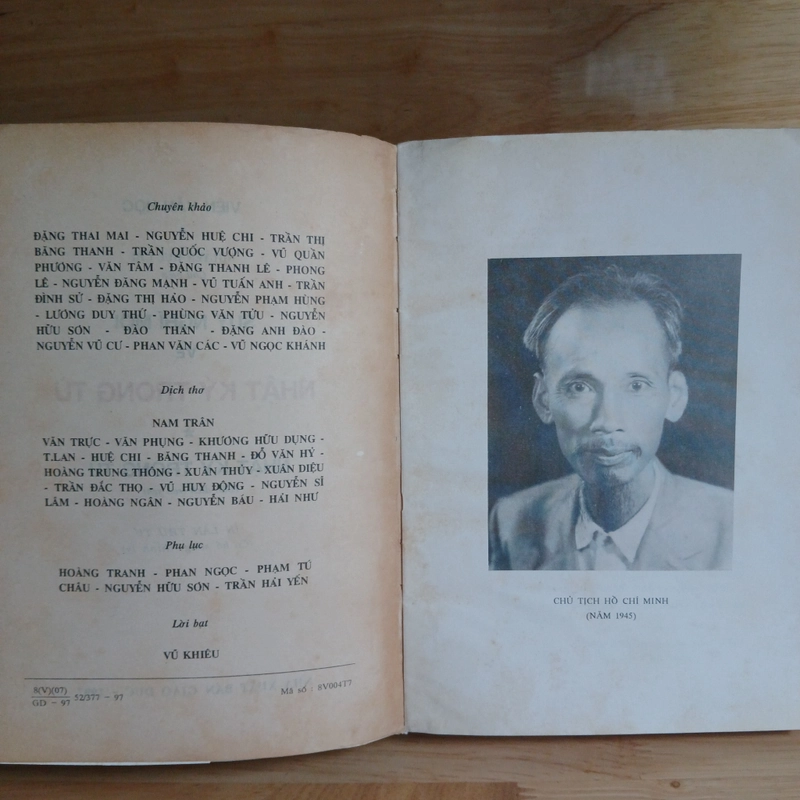 Chuyên khảo
ĐẶNG THAI MAI - NGUYỄN HUỆ CHI - TRẦN THỊ
BĂNG THANH - TRẦN QUỐC VƯỢNG - VŨ QUẦN
PHƯƠNG - VÂN TÂM - ĐẶNG THANH LÊ - PHONG
LÊ - NGUYỄN ĐĂNG MẠNH - VŨ TUẤN ANH - TRẦN
ĐÌNH SỬ - ĐẶNG THỊ HẢO - NGUYỄN PHẠM HÙNG
- LƯƠNG DUY THỨ - PHÙNG VĂN TỬU - NGUYỄN
HỮU SƠN - ĐÀO THẢN - ĐẶNG ANH ĐÀO -
NGUYỄN VŨ CƯ - PHAN VĂN CÁC - VŨ NGỌC KHÁNH
Dịch thơ
NAM TRÂN
VĂN TRỰC - VĂN PHỤNG - KHƯƠNG HỮU DỤNG -
T.LAN - HUỆ CHI - BĂNG THANH - ĐỖ VĂN HỶ -
HOÀNG TRUNG THÔNG - XUÂN THỦY - XUÂN DIỆU
- TRẦN ĐẮC THỌ - VŨ HUY ĐỘNG - NGUYỄN SĨ
LÂM - HOÀNG NGÂN - NGUYỄN BÁU - HẢI NHƯ
Phụ lục
HOÀNG TRANH - PHAN NGỌC - PHẠM TÚ
CHÂU - NGUYỄN HỮU SƠN - TRẦN HẢI YẾN
Lời bạt
VŨ KHIÊU
8(V)(07)
GD - 97
52/377 - 97
Mã số : 8V004T7
CHỦ TỊCH HỒ CHÍ MINH
(NĂM 1945)